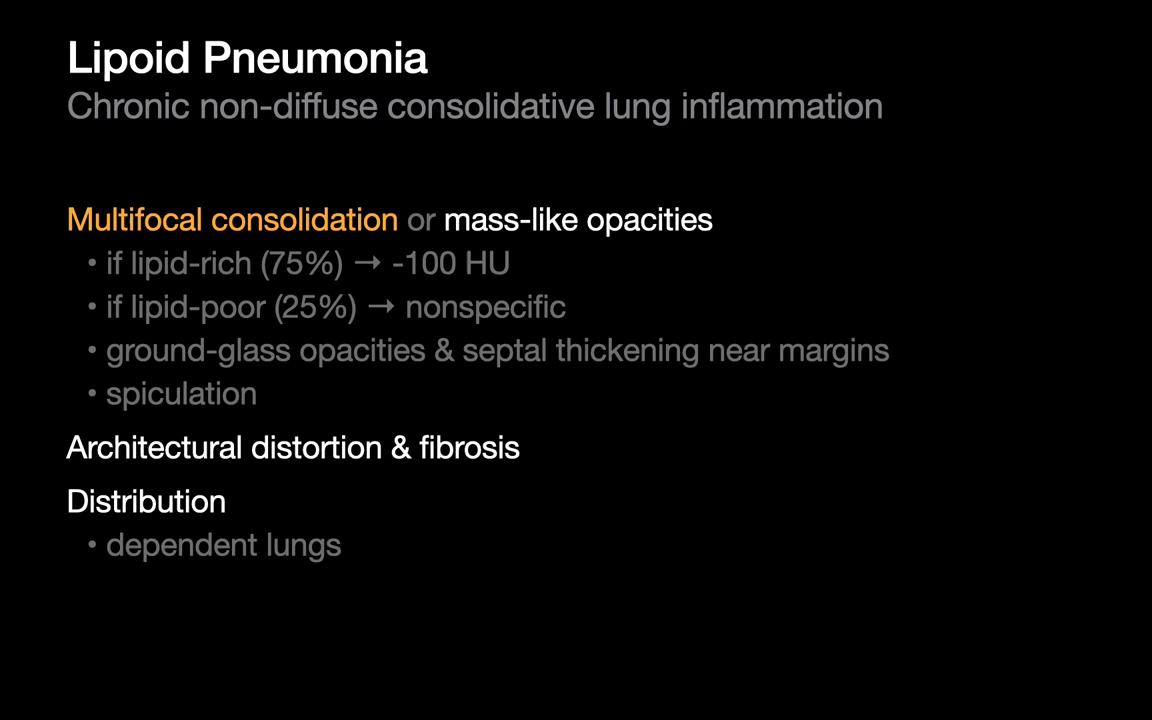 Lipoid Pneumonia
Chronic non-diffuse consolidative lung inflammation
Multifocal consolidation or mass-like opacities
• if lipid-rich (75%) → -100 HU
• if lipid-poor (25%) → nonspecific
• ground-glass opacities & septal thickening near margins
• spiculation
Architectural distortion & fibrosis
Distribution
• dependent lungs